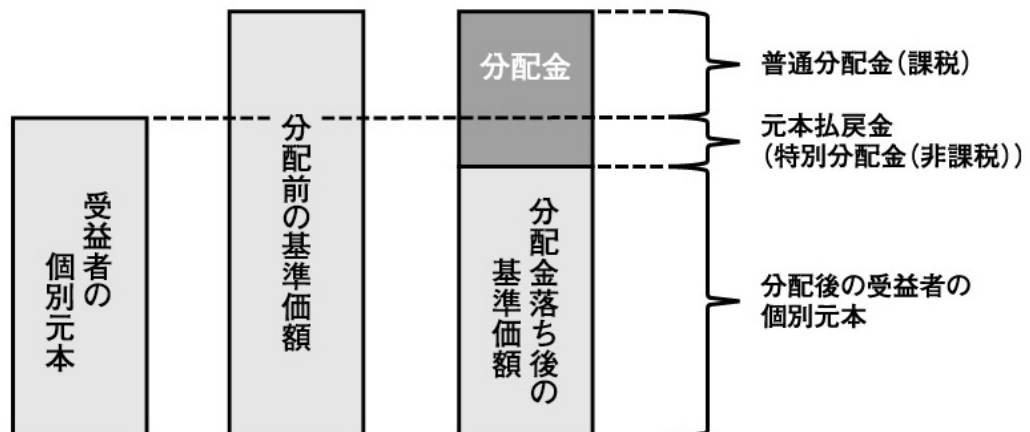 受益者の
個別元本
分配前の基準価額
分配金
分配金落ち後の
基準価額
普通分配金（課税）
元本払戻金
（特別分配金（非課税））
分配後の受益者の
個別元本